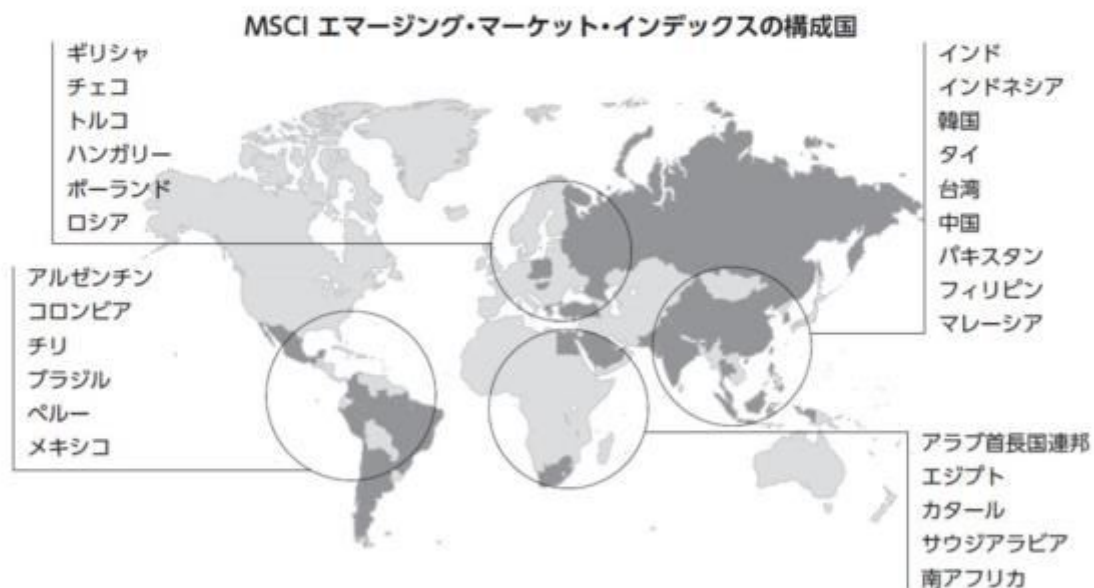 MSCI エマージング・マーケット・インデックスの構成国
ギリシャ
チェコ
トルコ
ハンガリー
ポーランド
ロシア
アルゼンチン
コロンビア
チリ
ブラジル
ペルー
メキシコ
インド
インドネシア
韓国
タイ
台湾
中国
パキスタン
フィリピン
マレーシア
アラブ首長国連邦
エジプト
カタール
サウジアラビア
南アフリカ